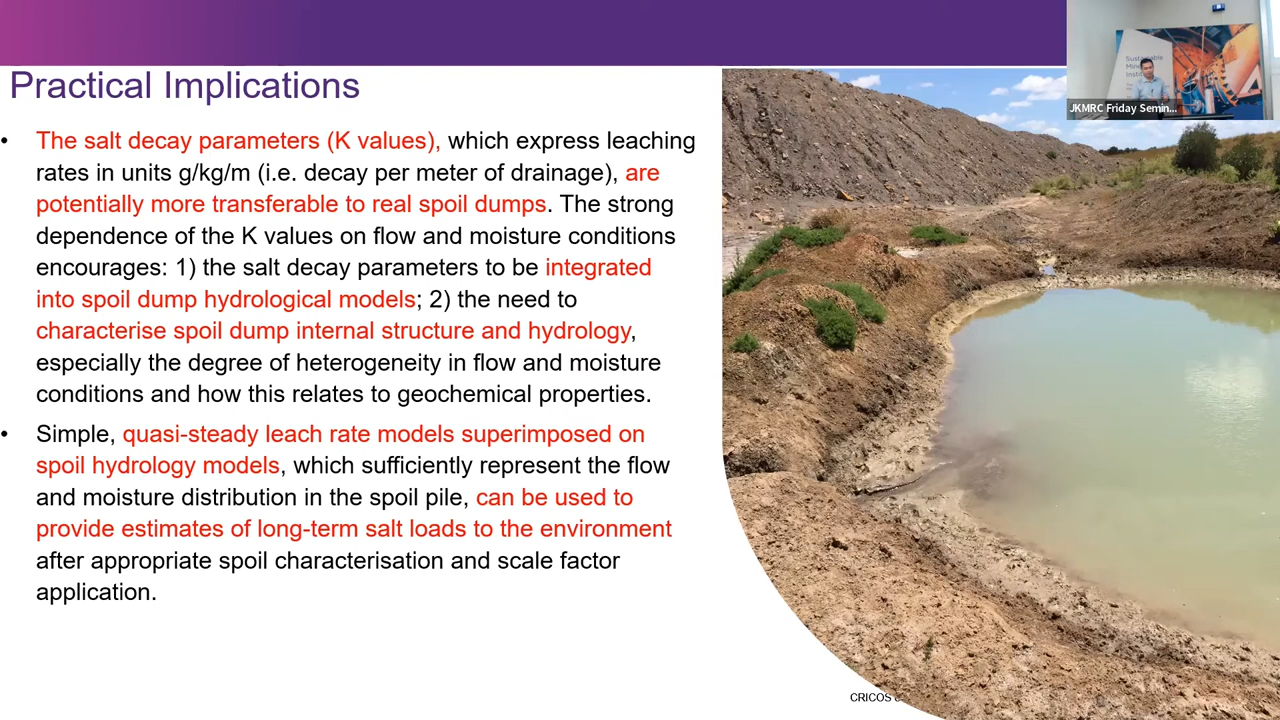 Practical Implications
• The salt decay parameters (K values), which express leaching
rates in units g/kg/m (i.e. decay per meter of drainage), are
potentially more transferable to real spoil dumps. The strong
dependence of the K values on flow and moisture conditions
encourages: 1) the salt decay parameters to be integrated
into spoil dump hydrological models; 2) the need to
characterise spoil dump internal structure and hydrology,
especially the degree of heterogeneity in flow and moisture
conditions and how this relates to geochemical properties.
• Simple, quasi-steady leach rate models superimposed on
spoil hydrology models, which sufficiently represent the flow
and moisture distribution in the spoil pile, can be used to
provide estimates of long-term salt loads to the environment
after appropriate spoil characterisation and scale factor
application.
JKMRC Friday Semin...
CRICOS